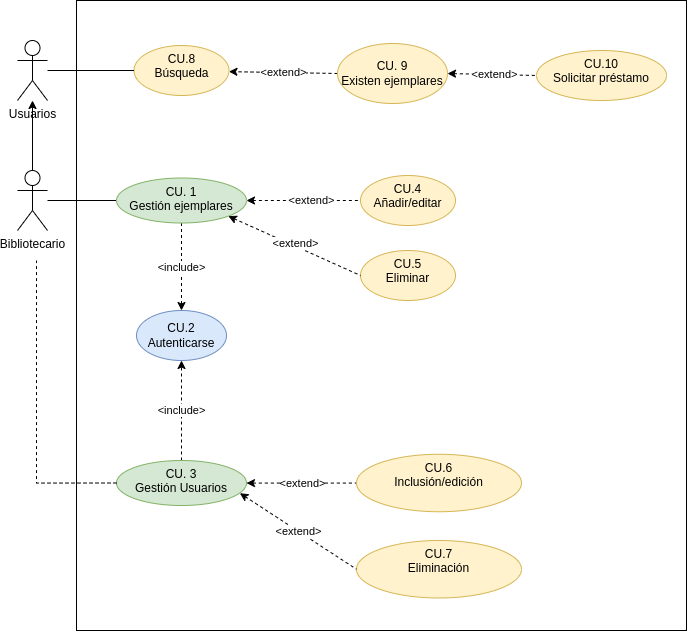 CU.8
Búsqueda
<extend>
CU. 9
Existen ejemplares
<extend>
CU.10
Solicitar préstamo
Usuarios
CU. 1
Gestión ejemplares
<extend>
CU.4
Añadir/editar
Bibliotecario
<extend>
CU.5
Eliminar
<include>
CU.2
Autenticarse
<include>
CU. 3
Gestión Usuarios
<extend>
CU.6
Inclusión/edición
<extend>
CU.7
Eliminación